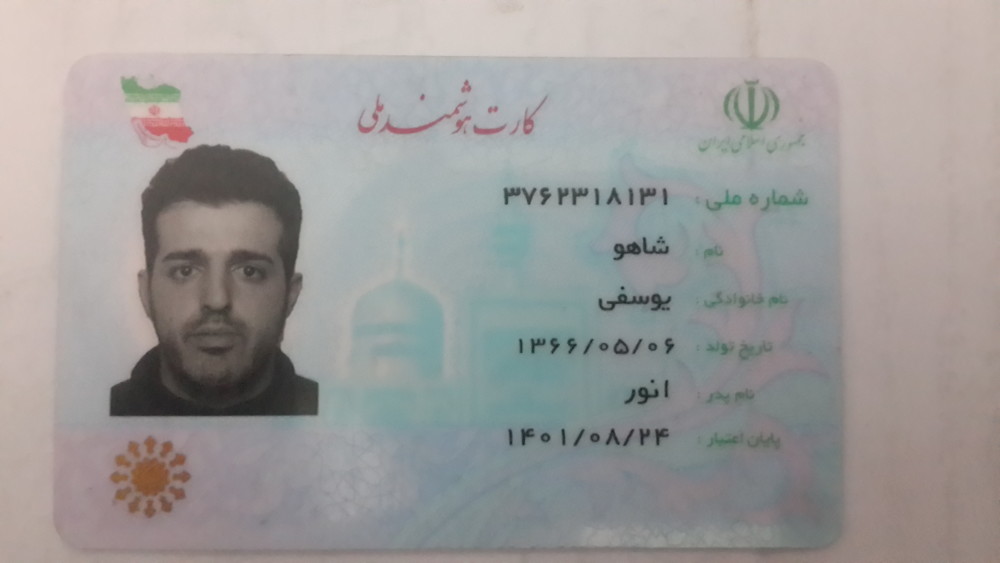 کارت هوشمند ملی
جمهوری اسلامی ایران
شماره ملی: ۳۷۶۲۳۱۸۱۳۱
نام: شاهو
نام خانوادگی: یوسفی
تاریخ تولد: ۱۳۶۶/۰۵/۰۶
نام پدر: انور
پایان اعتبار: ۱۴۰۱/۰۸/۲۴